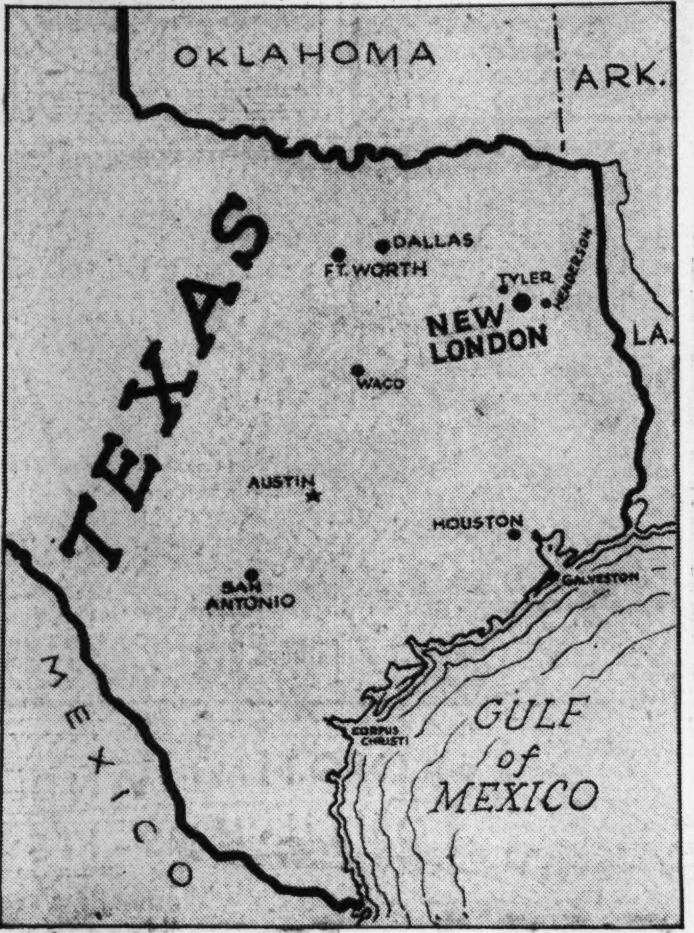 OKLAHOMA
ARK.
TEXAS
DALLAS
FT. WORTH
TYLER
HENDERSON
NEW
LONDON
LA.
WACO
AUSTIN
HOUSTON
GALVESTON
SAN
ANTONIO
MEXICO
CORPUS
CHRISTI
GULF
of
MEXICO